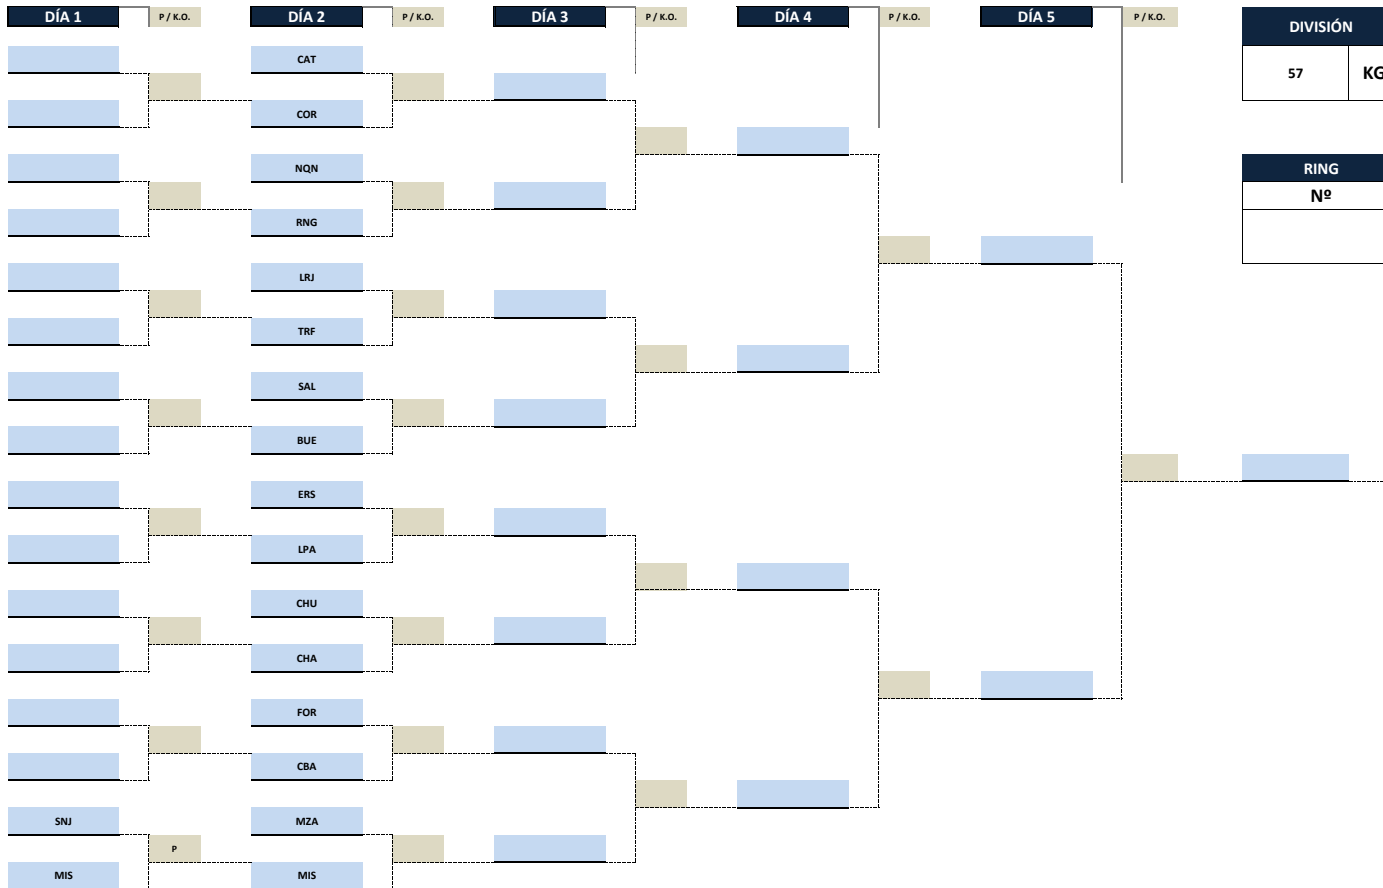 DÍA 1 P / K.O. DÍA 2 P / K.O. DÍA 3 P / K.O. DÍA 4 P / K.O. DÍA 5 P / K.O. DIVISIÓN
CAT
57 KG
COR
NQN
RING
Nº
RNG
LRJ
TRF
SAL
BUE
ERS
LPA
CHU
CHA
FOR
CBA
SNJ MZA
P
MIS MIS